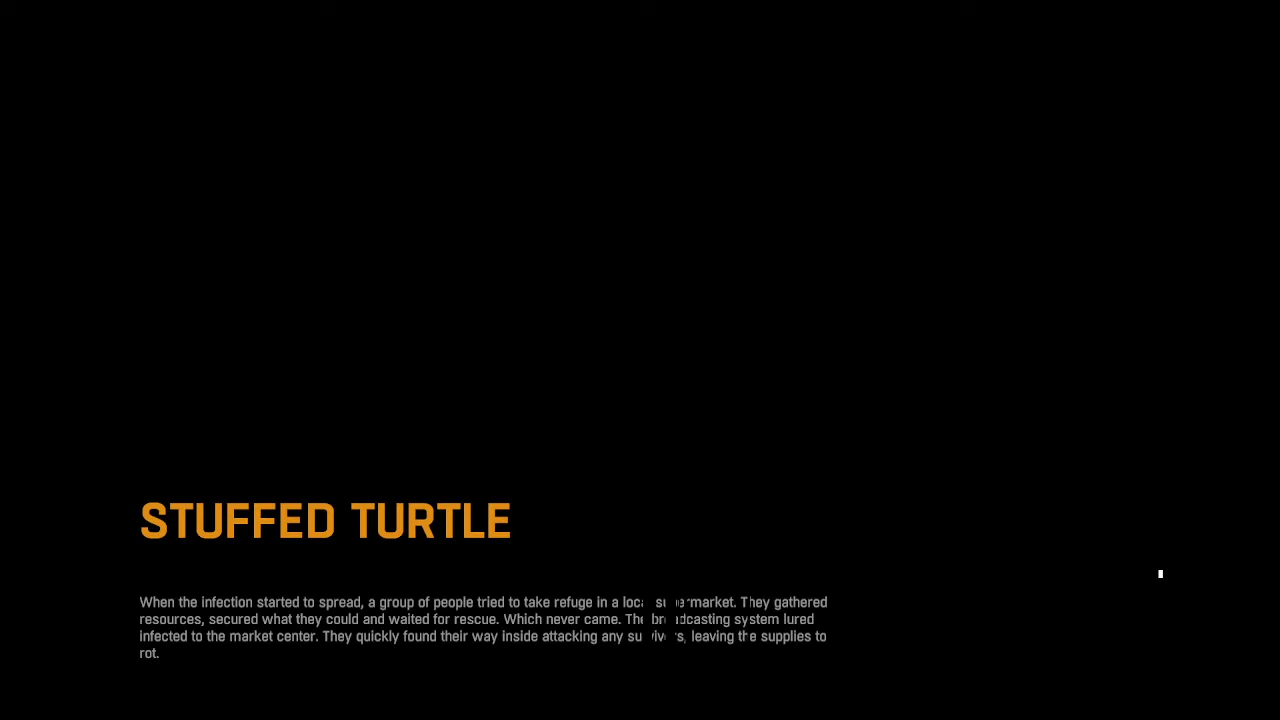 STUFFED TURTLE
When the infection started to spread, a group of people tried to take refuge in a local supermarket. They gathered
resources, secured what they could and waited for rescue. Which never came. The broadcasting system lured
infected to the market center. They quickly found their way inside attacking any survivors, leaving the supplies to
rot.